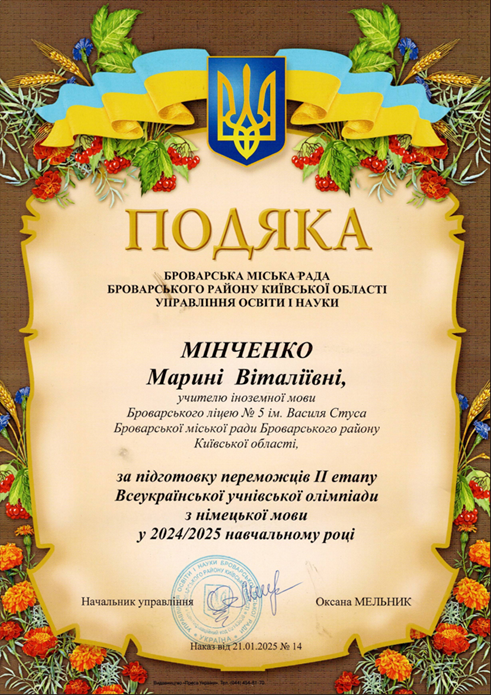 ПОДЯКА
БРОВАРСЬКА МІСЬКА РАДА
БРОВАРСЬКОГО РАЙОНУ КИЇВСЬКОЇ ОБЛАСТІ
УПРАВЛІННЯ ОСВІТИ І НАУКИ
МІНЧЕНКО
Марині Віталіївні,
учителю іноземної мови
Броварського ліцею № 5 ім. Василя Стуса
Броварської міської ради Броварського району
Київської області,
за підготовку переможців ІІ етапу
Всеукраїнської учнівської олімпіади
з німецької мови
у 2024/2025 навчальному році
Начальник управління
Оксана МЕЛЬНИК
УКРАЇНА
Наказ від 21.01.2025 № 14